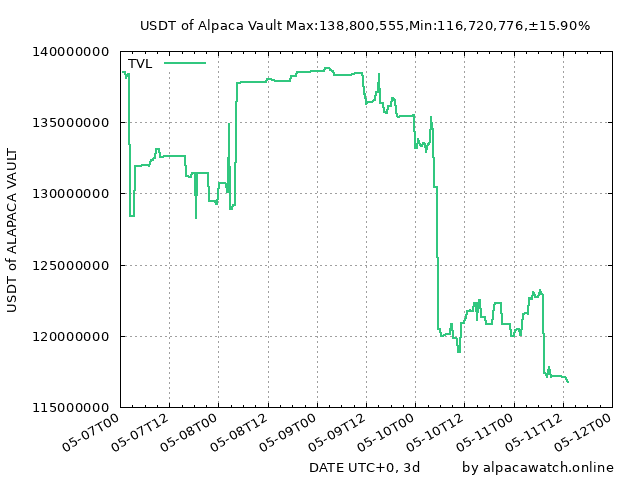 USDT of Alpaca Vault Max:138,800,555,Min:116,720,776,±15.90%
TVL
140000000
135000000
130000000
125000000
120000000
115000000
USDT of ALAPACA VAULT
05-07T00
05-07T12
05-08T00
05-08T12
05-09T00
05-09T12
05-10T00
05-10T12
05-11T00
05-11T12
05-12T00
DATE UTC+0, 3d
by alpacawatch.online